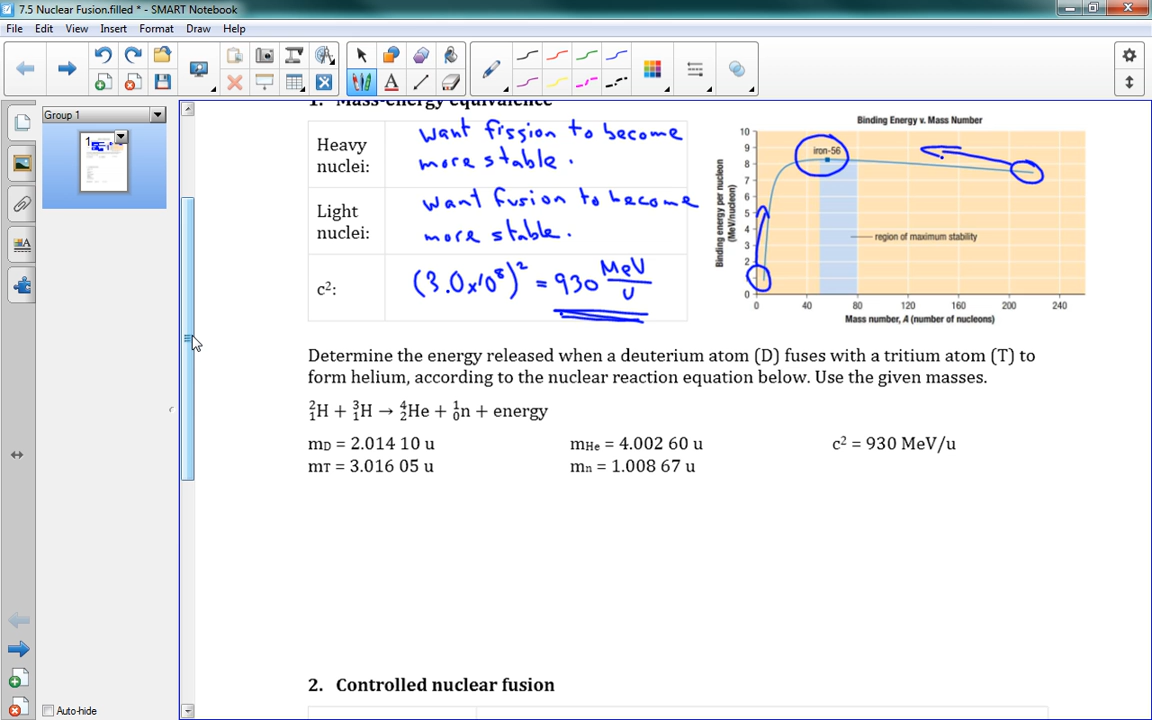 7.5 Nuclear Fusion.filled * - SMART Notebook
File Edit View Insert Format Draw Help
Group 1
1
1. Mass-energy equivalence
Heavy
nuclei:
want fission to become
more stable.
Light
nuclei:
want fusion to become
more stable.
c²:
(3.0x10⁸)² = 930 MeV/u
Binding Energy v. Mass Number
Binding energy per nucleon
(MeV/nucleon)
10
9
8
7
6
5
4
3
2
0
iron-56
region of maximum stability
0 40 80 120 160 200 240
Mass number, A (number of nucleons)
Determine the energy released when a deuterium atom (D) fuses with a tritium atom (T) to
form helium, according to the nuclear reaction equation below. Use the given masses.
²₁H + ³₁H → ⁴₂He + ¹₀n + energy
mD = 2.014 10 u mHe = 4.002 60 u c² = 930 MeV/u
mT = 3.016 05 u mn = 1.008 67 u
2. Controlled nuclear fusion
Auto-hide